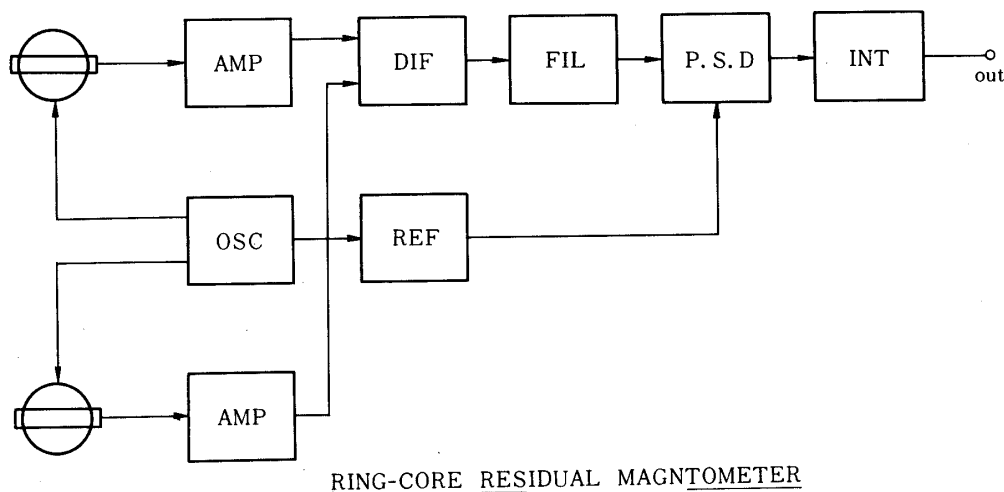 AMP
DIF
FIL
P.S.D
INT
out
OSC
REF
AMP
RING-CORE RESIDUAL MAGNTOMETER